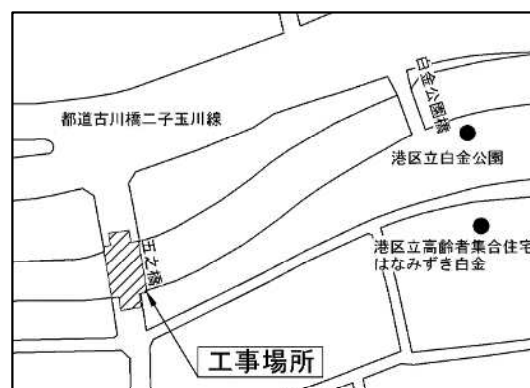 都道古川橋二子玉川線
白金公園橋
港区立白金公園
五之橋
港区立高齢者集合住宅
はなみずき白金
工事場所